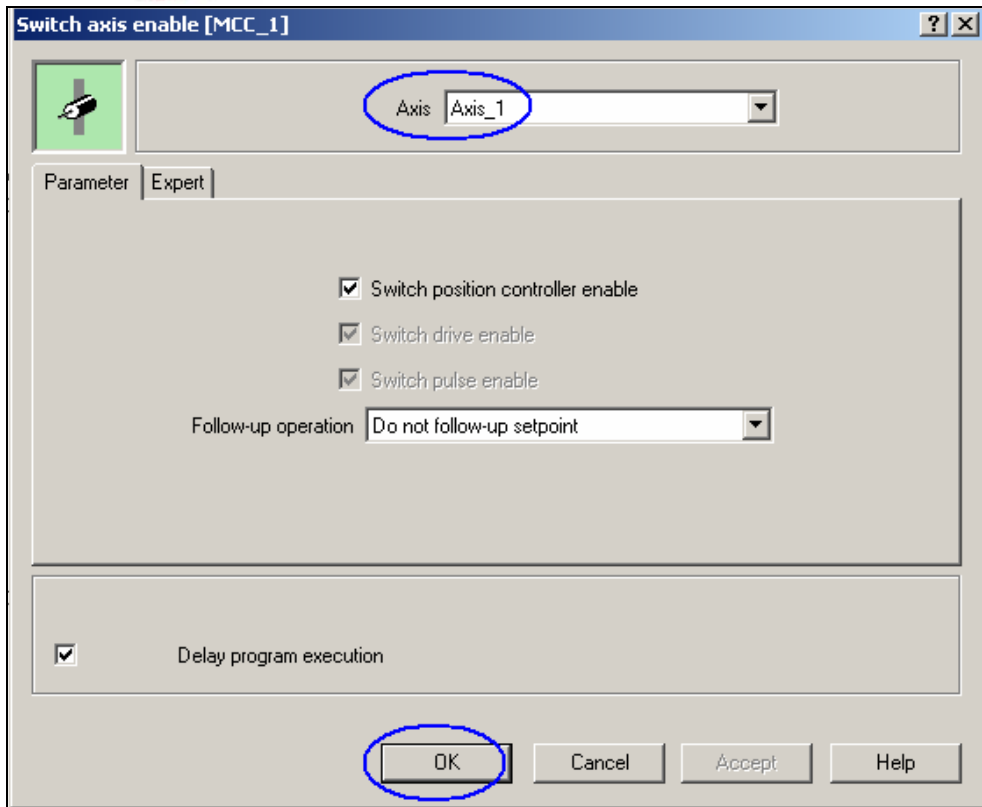 Switch axis enable [MCC_1]
Axis Axis_1
Parameter Expert
Switch position controller enable
Switch drive enable
Switch pulse enable
Follow-up operation Do not follow-up setpoint
Delay program execution
OK Cancel Accept Help